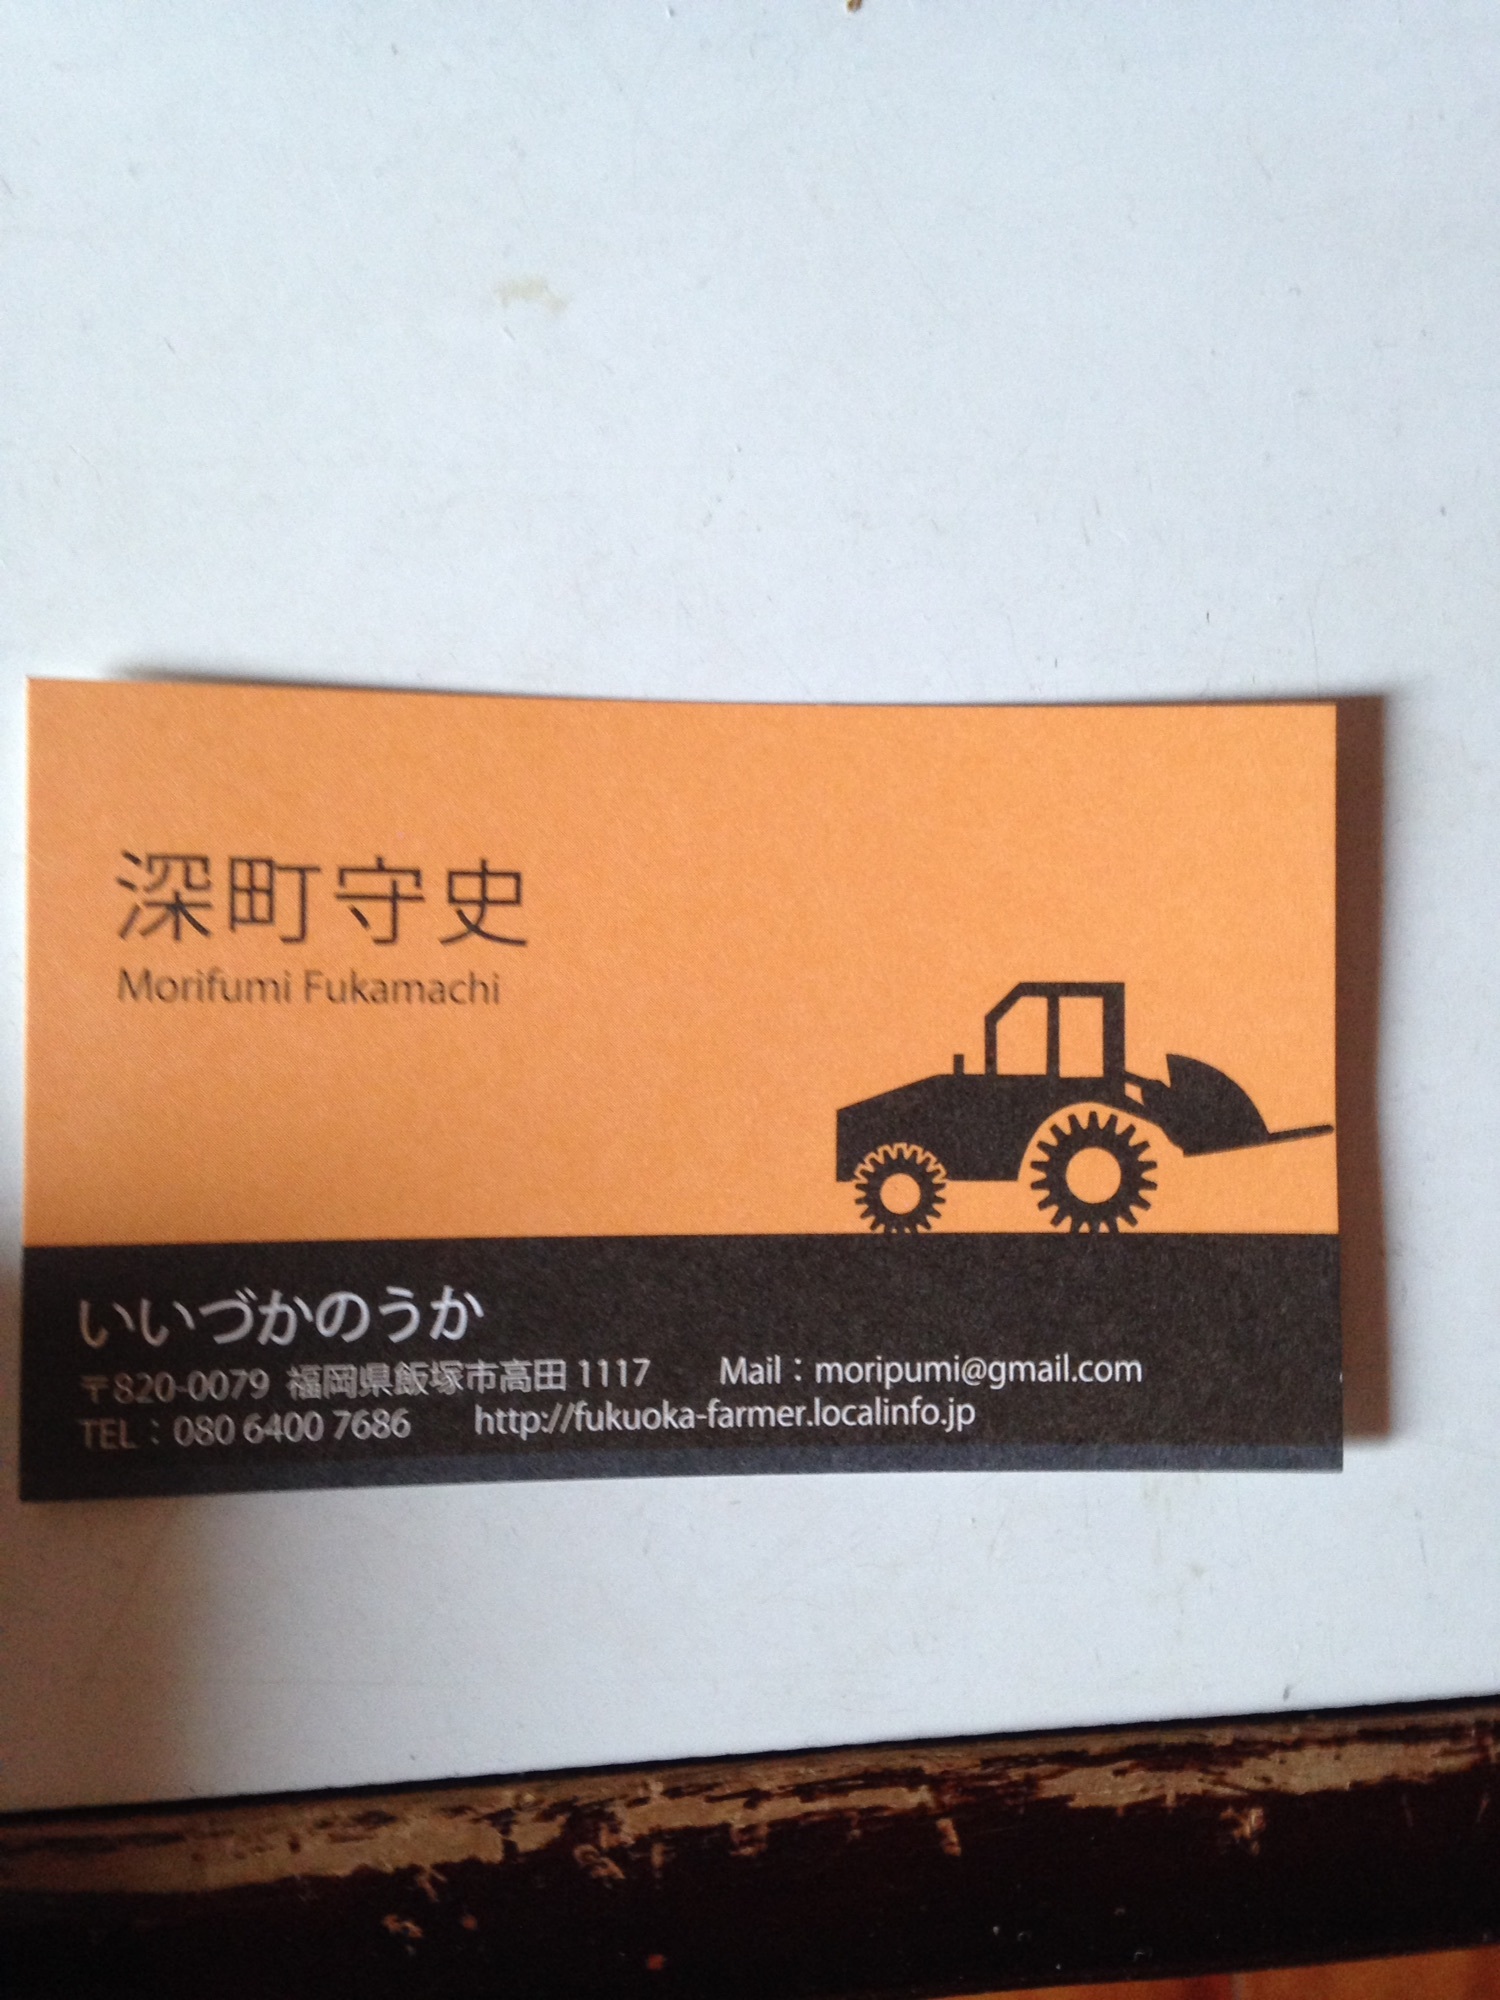 深町守史
Morifumi Fukamachi
いいづかのうか
〒820-0079 福岡県飯塚市高田 1117 Mail：moripumi@gmail.com
TEL：080 6400 7686 http://fukuoka-farmer.localinfo.jp